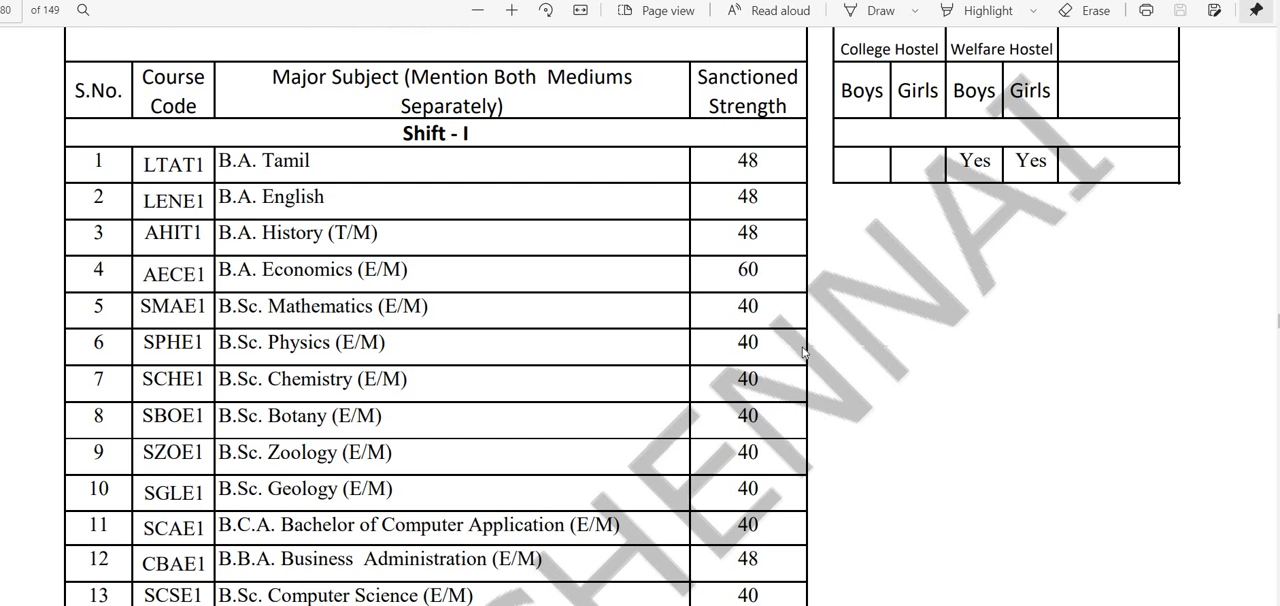 80 of 149 Page view Read aloud Draw Highlight Erase
College Hostel Welfare Hostel
S.No. Course Code Major Subject (Mention Both Mediums Separately) Sanctioned Strength
Boys Girls Boys Girls
Shift - I
1 LTAT1 B.A. Tamil 48
Yes Yes
2 LENE1 B.A. English 48
3 AHIT1 B.A. History (T/M) 48
4 AECE1 B.A. Economics (E/M) 60
5 SMAE1 B.Sc. Mathematics (E/M) 40
6 SPHE1 B.Sc. Physics (E/M) 40
7 SCHE1 B.Sc. Chemistry (E/M) 40
8 SBOE1 B.Sc. Botany (E/M) 40
9 SZOE1 B.Sc. Zoology (E/M) 40
10 SGLE1 B.Sc. Geology (E/M) 40
11 SCAE1 B.C.A. Bachelor of Computer Application (E/M) 40
12 CBAE1 B.B.A. Business Administration (E/M) 48
13 SCSE1 B.Sc. Computer Science (E/M) 40
HENNAI